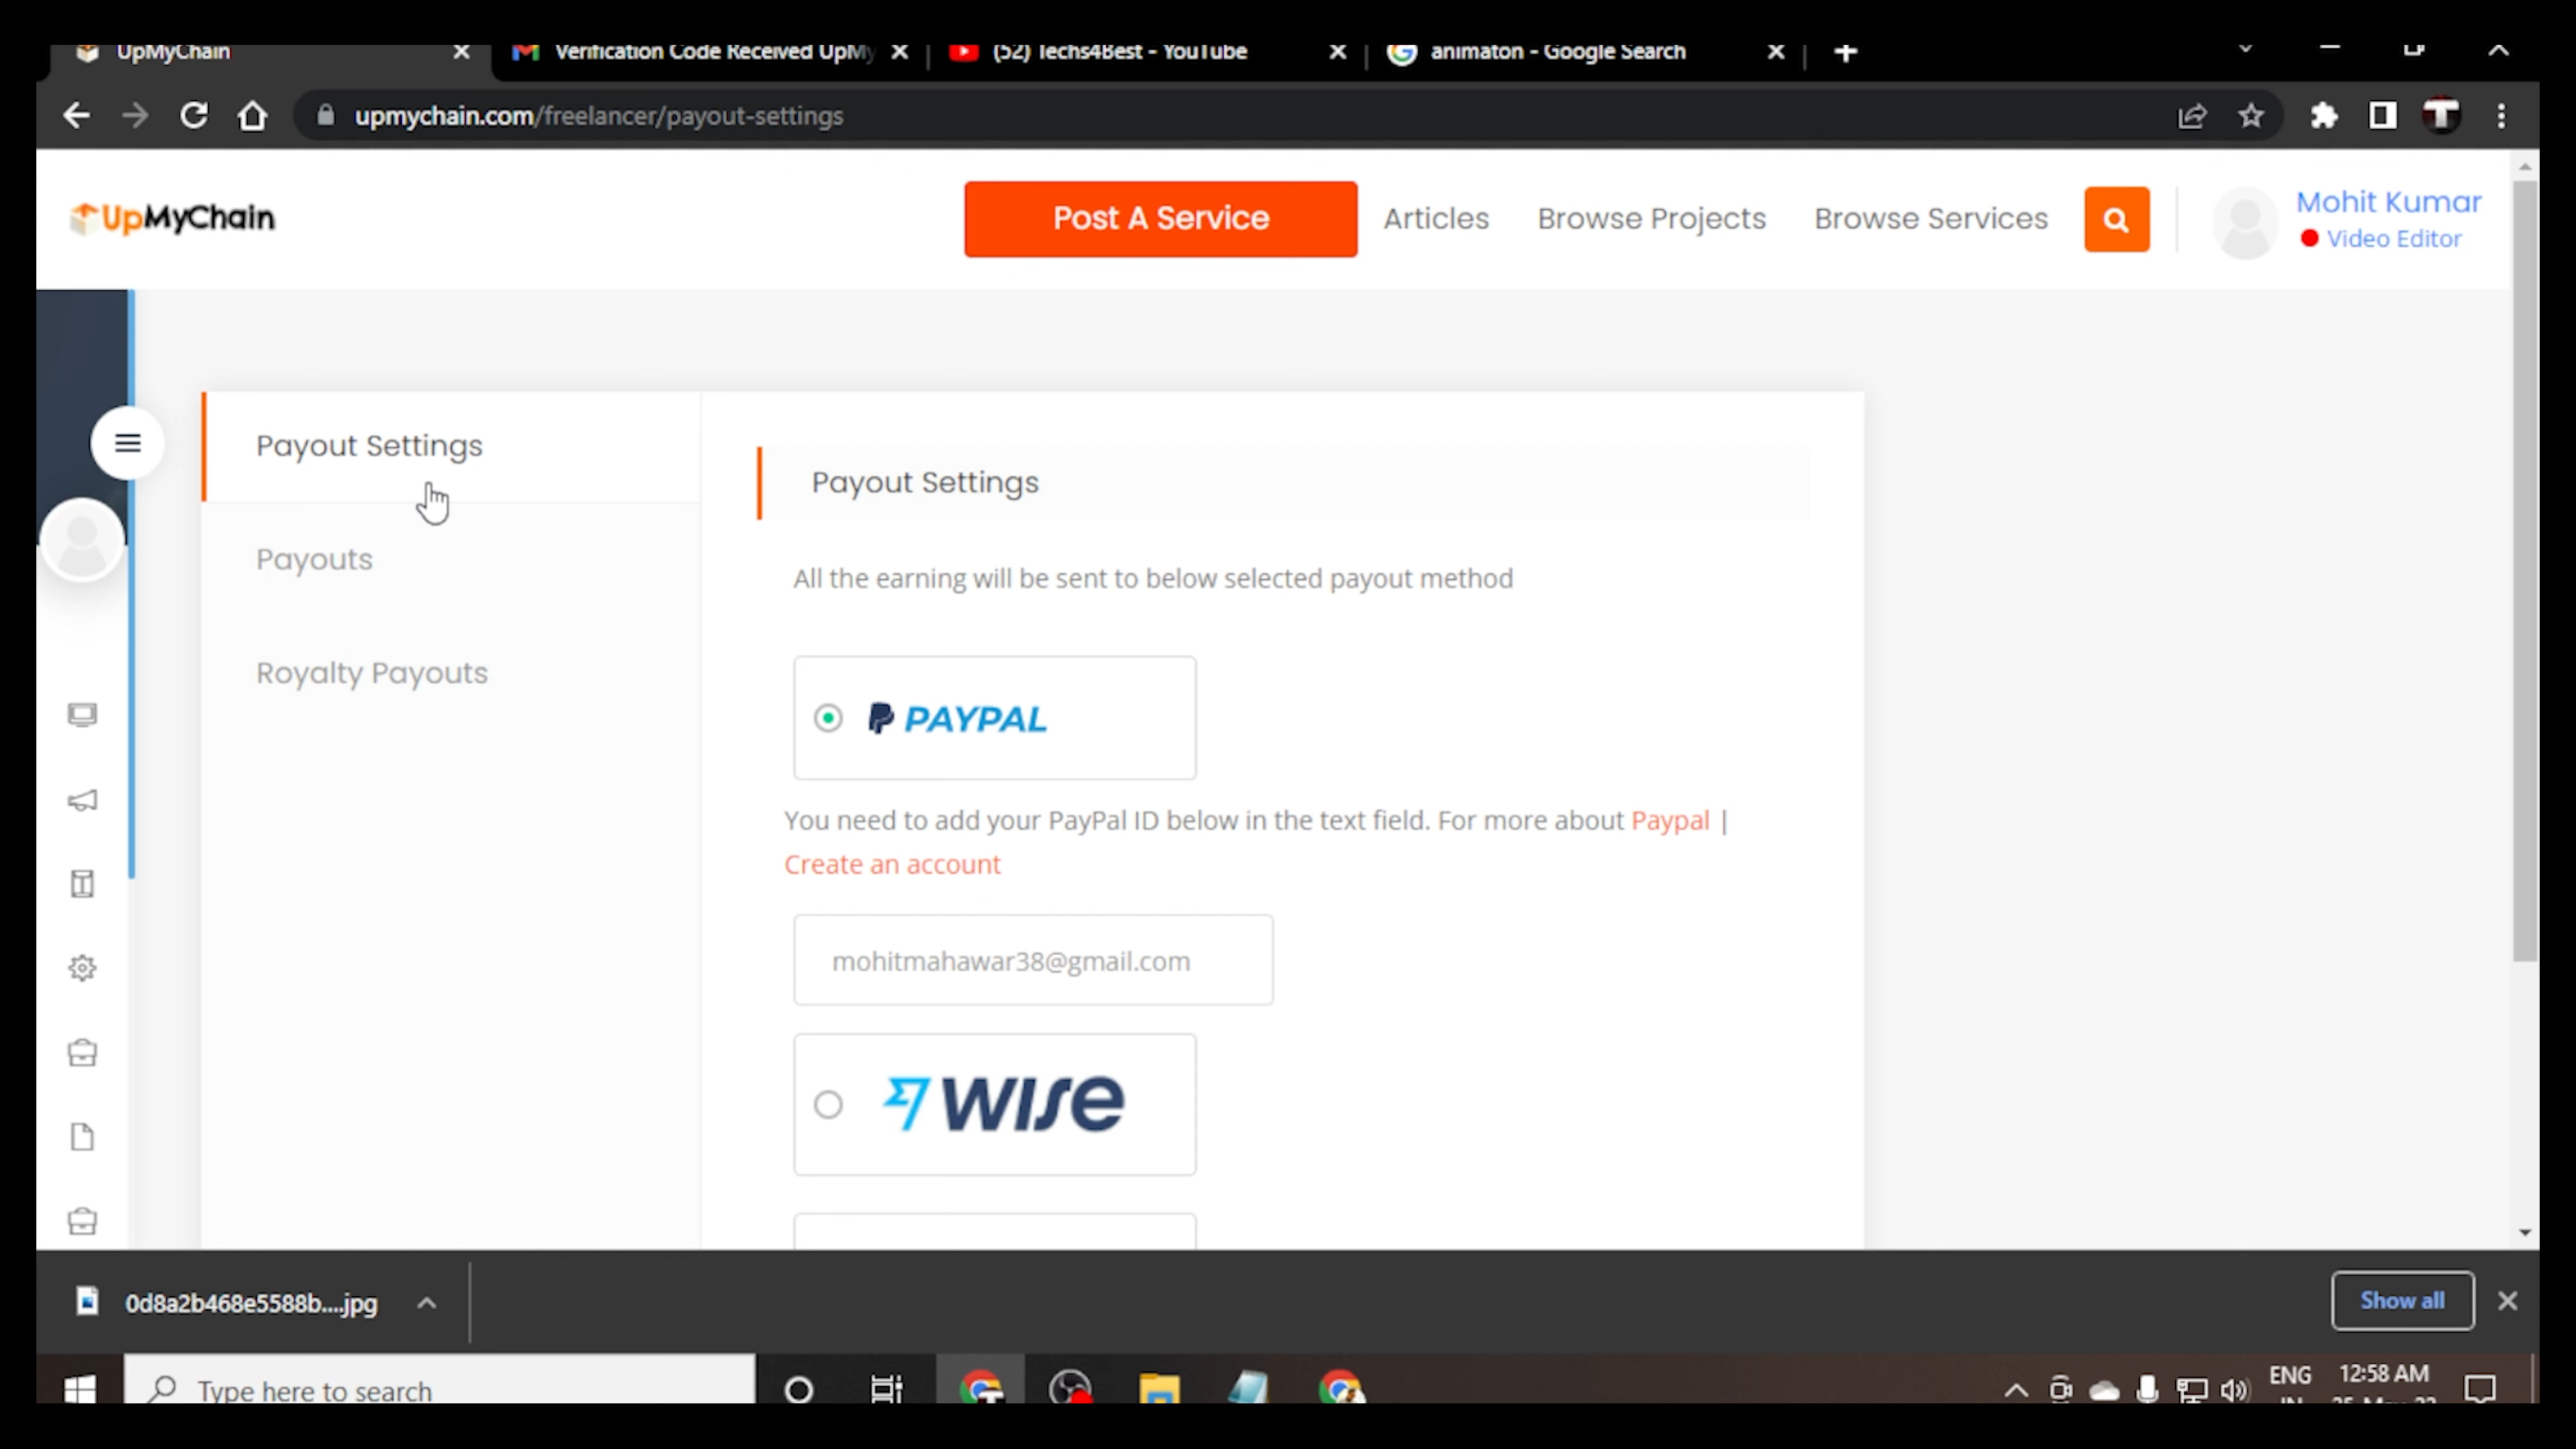 UpMyChain
Verification Code Received UpMy
(52) Techs4Best - YouTube
animaton - Google Search
upmychain.com/freelancer/payout-settings
UpMyChain
Post A Service
Articles
Browse Projects
Browse Services
Mohit Kumar
Video Editor
Payout Settings
Payouts
Royalty Payouts
Payout Settings
All the earning will be sent to below selected payout method
PAYPAL
You need to add your PayPal ID below in the text field. For more about Paypal |
Create an account
mohitmahawar38@gmail.com
WISE
0d8a2b468e5588b....jpg
Show all
Type here to search
ENG
12:58 AM